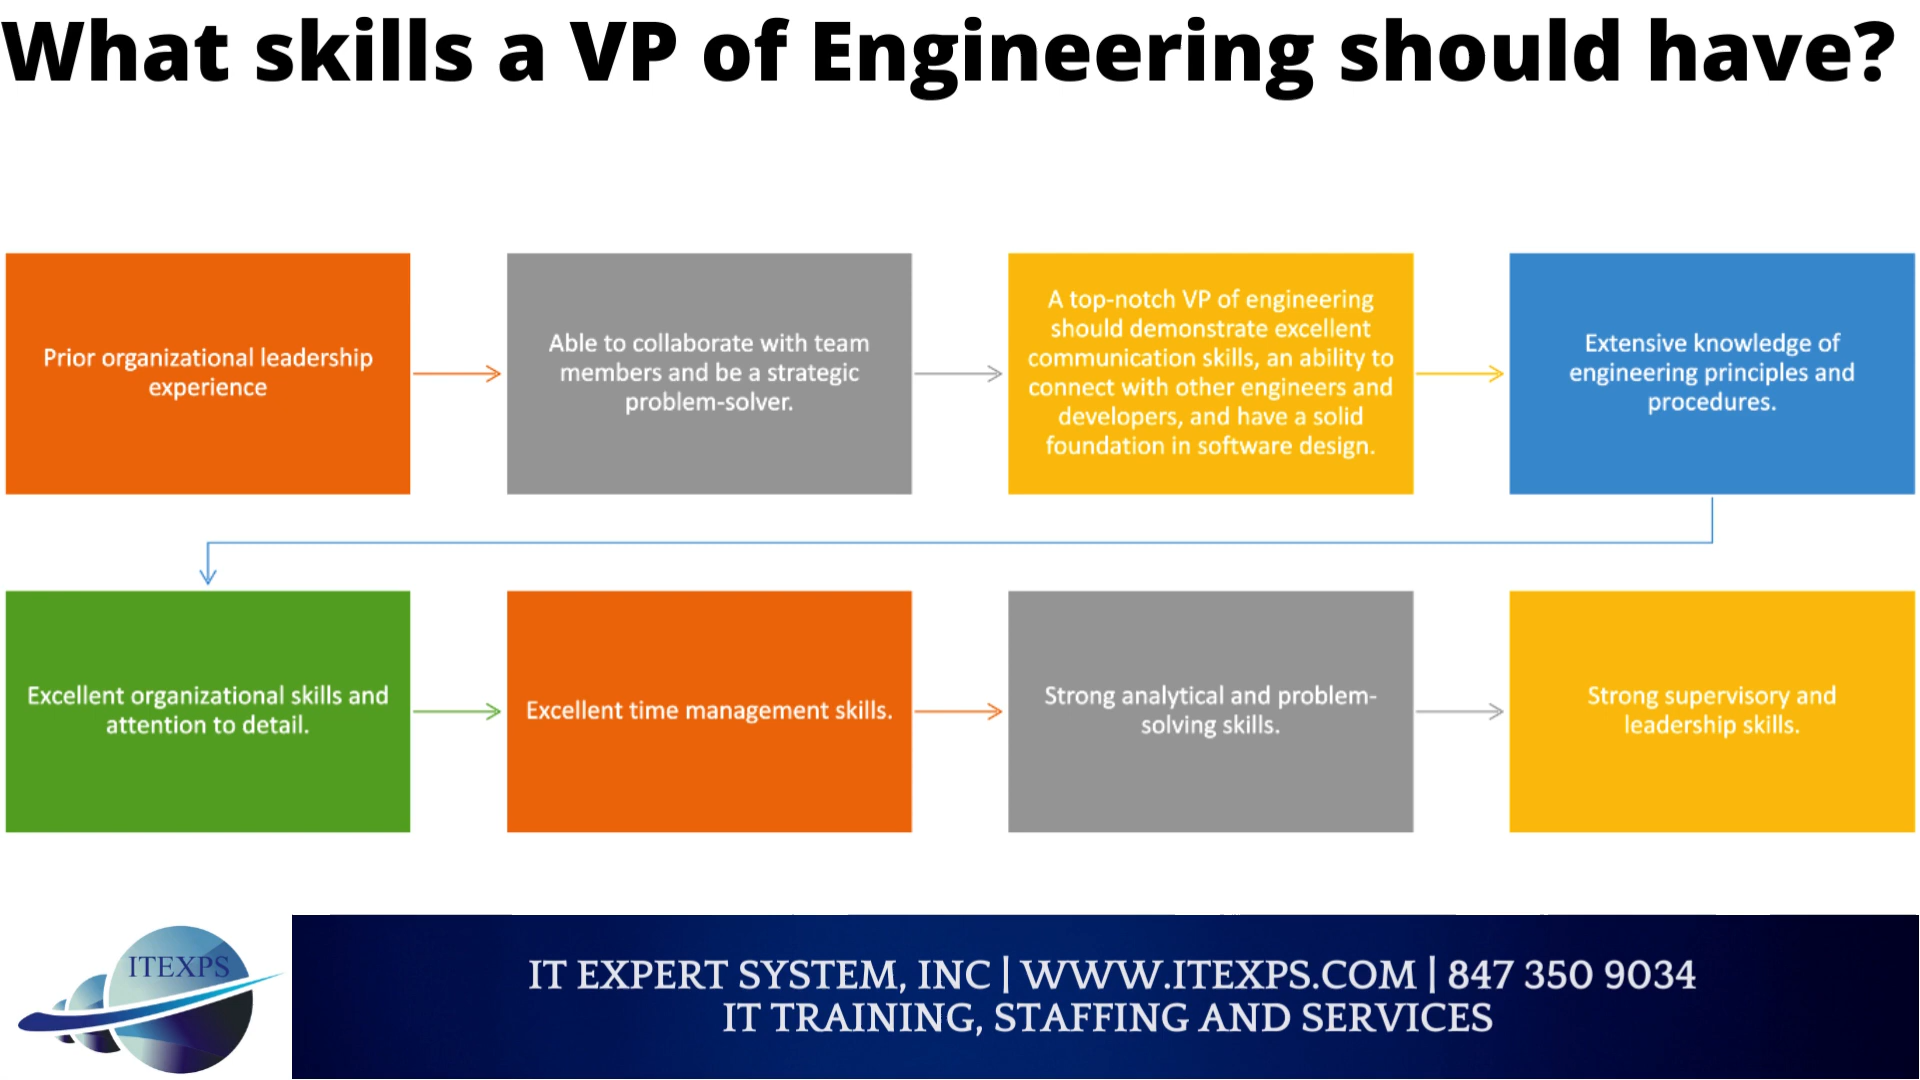 What skills a VP of Engineering should have?
Prior organizational leadership
experience
Able to collaborate with team
members and be a strategic
problem-solver.
A top-notch VP of engineering
should demonstrate excellent
communication skills, an ability to
connect with other engineers and
developers, and have a solid
foundation in software design.
Extensive knowledge of
engineering principles and
procedures.
Excellent organizational skills and
attention to detail.
Excellent time management skills.
Strong analytical and problem-
solving skills.
Strong supervisory and
leadership skills.
ITEXPS
IT EXPERT SYSTEM, INC | WWW.ITEXPS.COM | 847 350 9034
IT TRAINING, STAFFING AND SERVICES